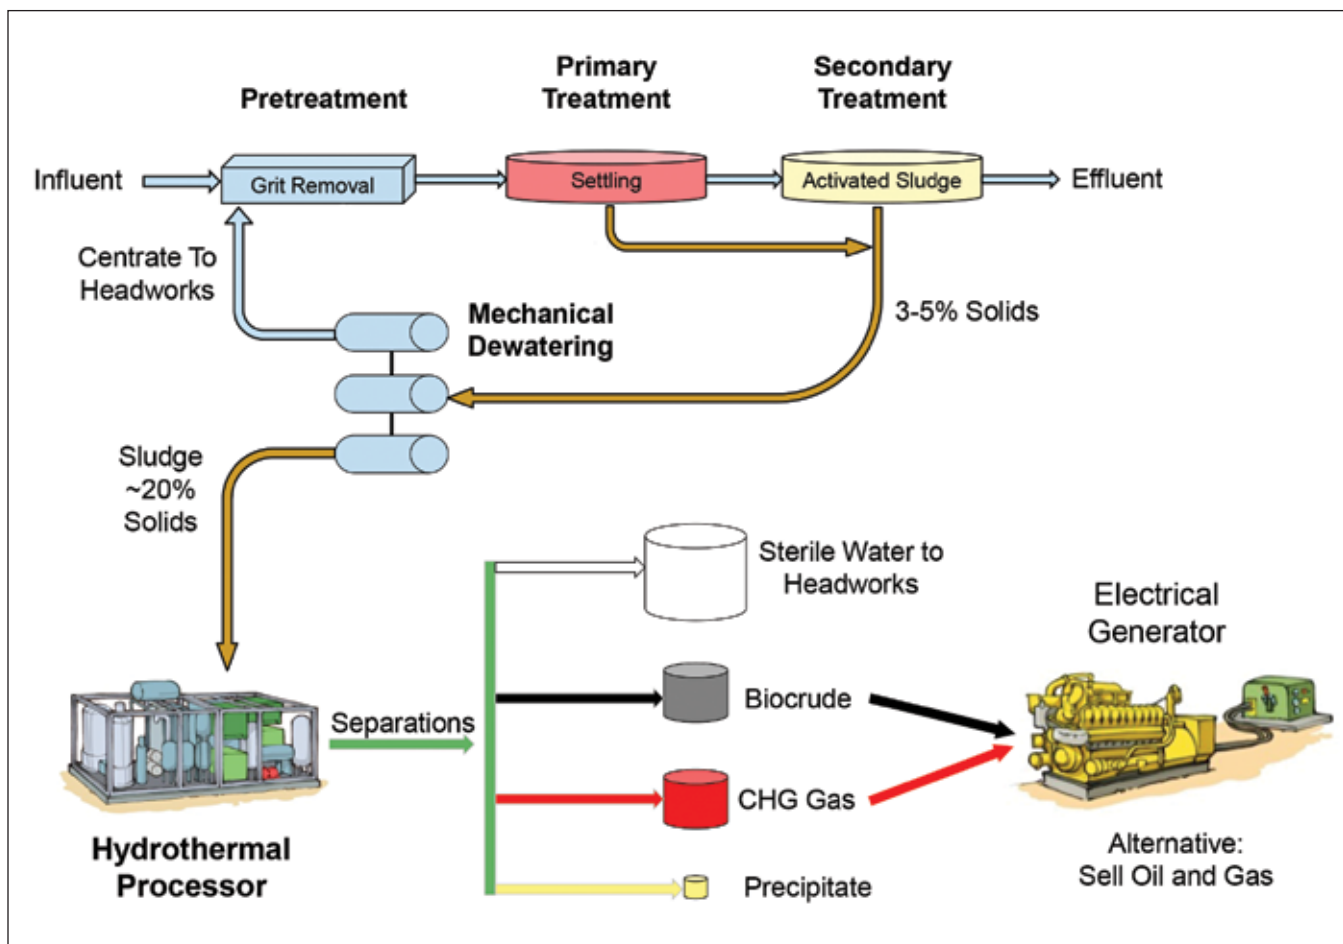 Pretreatment
Primary
Treatment
Secondary
Treatment
Influent
Grit Removal
Settling
Activated Sludge
Effluent
Centrate To
Headworks
Mechanical
Dewatering
3-5% Solids
Sludge
~20%
Solids
Sterile Water to
Headworks
Electrical
Generator
Separations
Biocrude
CHG Gas
Hydrothermal
Processor
Precipitate
Alternative:
Sell Oil and Gas